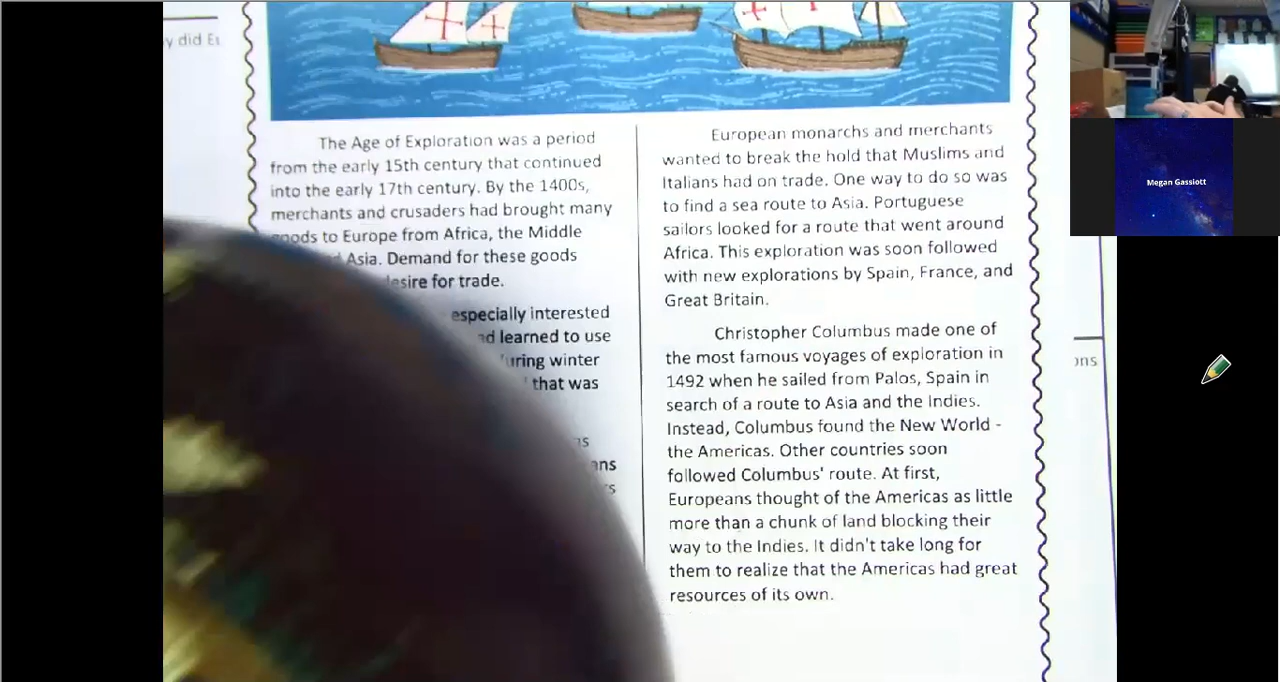 y did Eu
The Age of Exploration was a period
from the early 15th century that continued
into the early 17th century. By the 1400s,
merchants and crusaders had brought many
goods to Europe from Africa, the Middle
Asia. Demand for these goods
desire for trade.
especially interested
learned to use
during winter
that was
European monarchs and merchants
wanted to break the hold that Muslims and
Italians had on trade. One way to do so was
to find a sea route to Asia. Portuguese
sailors looked for a route that went around
Africa. This exploration was soon followed
with new explorations by Spain, France, and
Great Britain.
Christopher Columbus made one of
the most famous voyages of exploration in
1492 when he sailed from Palos, Spain in
search of a route to Asia and the Indies.
Instead, Columbus found the New World -
the Americas. Other countries soon
followed Columbus' route. At first,
Europeans thought of the Americas as little
more than a chunk of land blocking their
way to the Indies. It didn't take long for
them to realize that the Americas had great
resources of its own.
Megan Gassiott